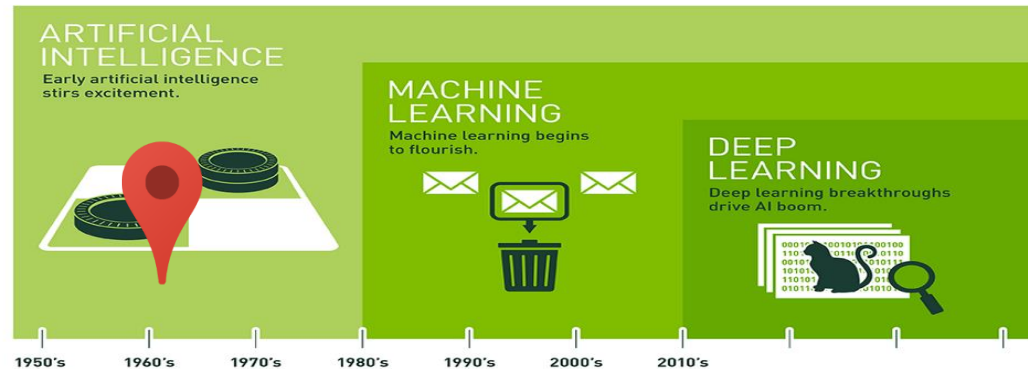 ARTIFICIAL
INTELLIGENCE
Early artificial intelligence
stirs excitement.
MACHINE
LEARNING
Machine learning begins
to flourish.
DEEP
LEARNING
Deep learning breakthroughs
drive AI boom.
1950's 1960's 1970's 1980's 1990's 2000's 2010's